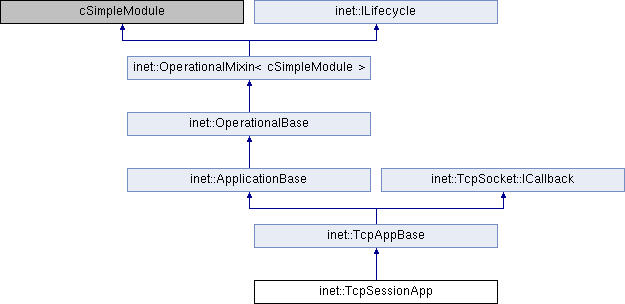 cSimpleModule
inet::ILifecycle
inet::OperationalMixin< cSimpleModule >
inet::OperationalBase
inet::ApplicationBase
inet::TcpSocket::ICallback
inet::TcpAppBase
inet::TcpSessionApp